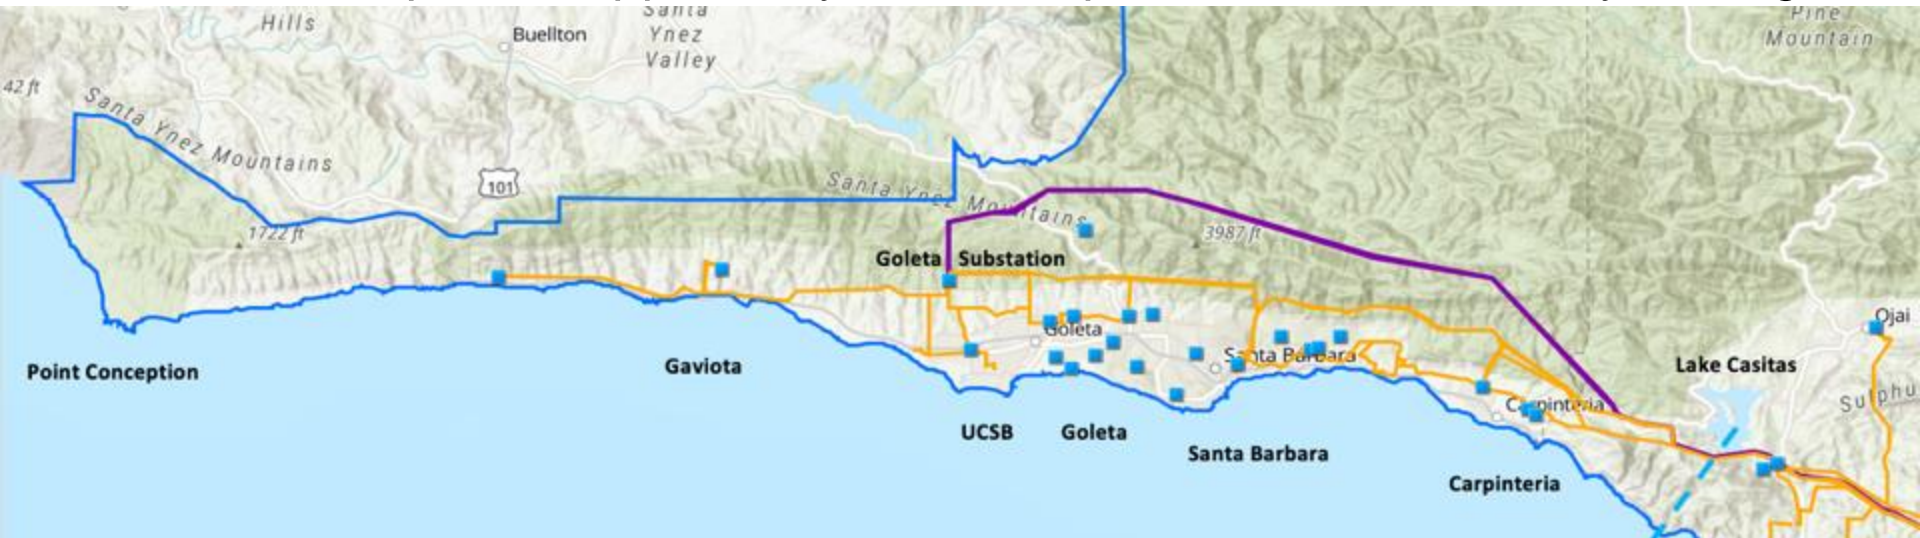 Hills
Santa
Ynez
Valley
Buellton
Pine
Mountain
42 ft
Santa Ynez Mountains
101
Santa Ynez Mountains
1722 ft
3987 ft
Goleta Substation
Ojai
Goleta
Santa Barbara
Lake Casitas
Point Conception
Gaviota
Sulphu
Carpinteria
UCSB
Goleta
Santa Barbara
Carpinteria